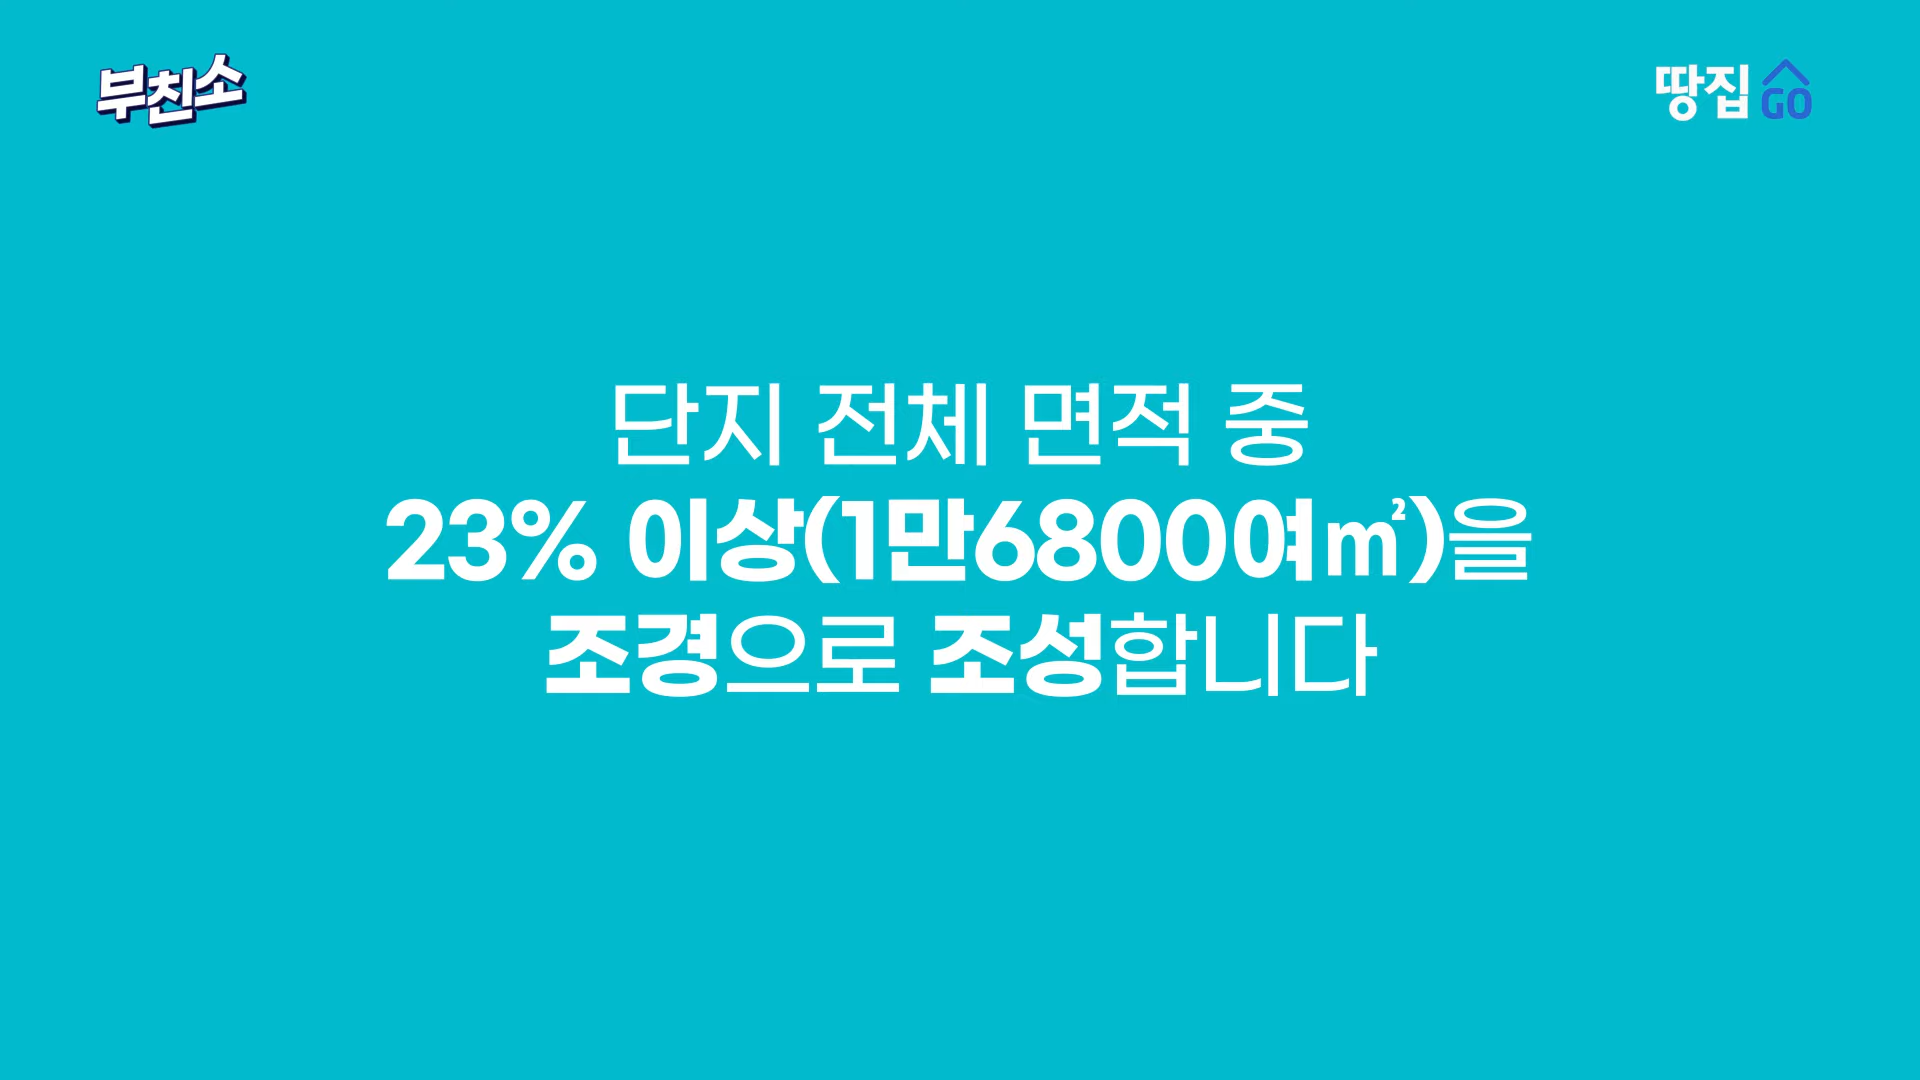 부친소
땅집GO
단지 전체 면적 중
23% 이상(1만6800여㎡)을
조경으로 조성합니다